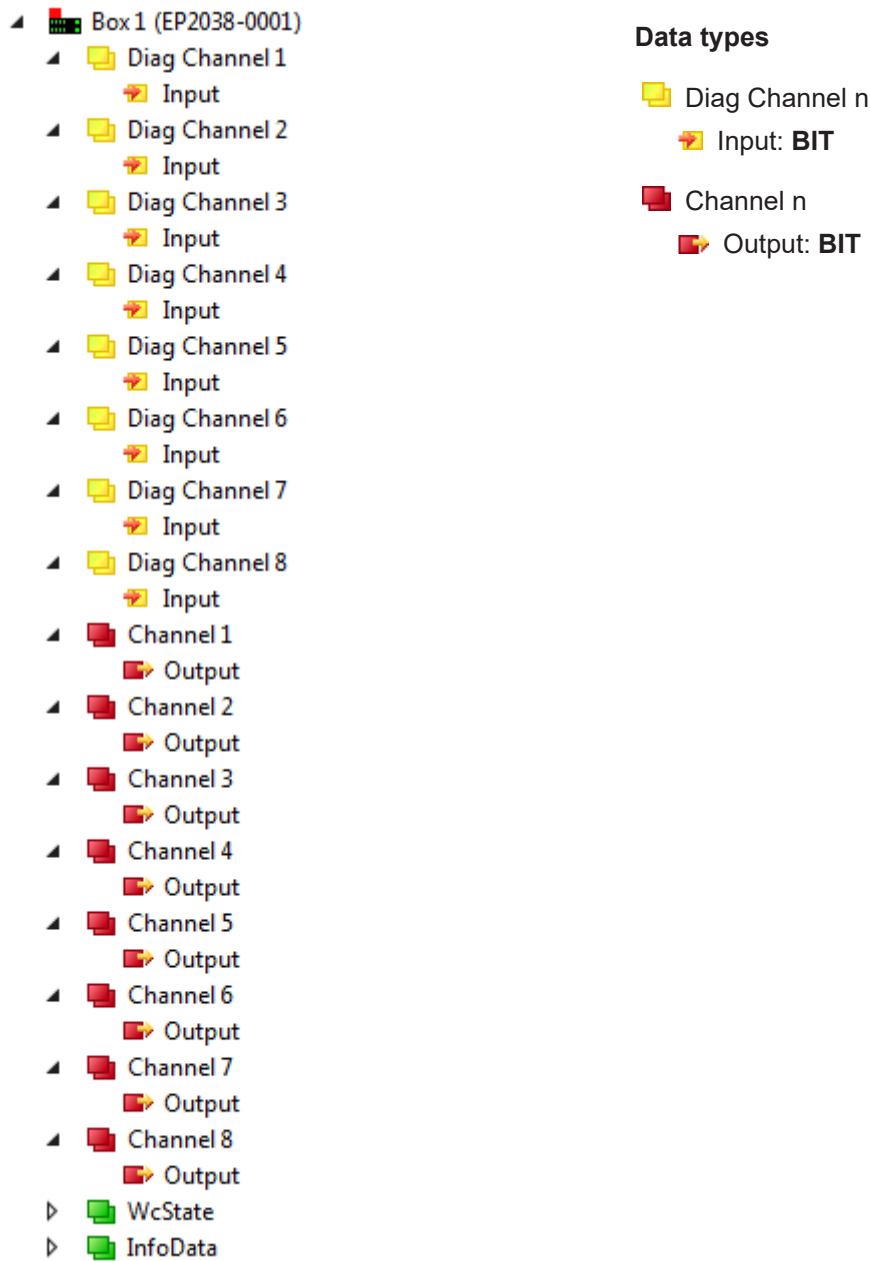 Box 1 (EP2038-0001)
Diag Channel 1
Input
Diag Channel 2
Input
Diag Channel 3
Input
Diag Channel 4
Input
Diag Channel 5
Input
Diag Channel 6
Input
Diag Channel 7
Input
Diag Channel 8
Input
Channel 1
Output
Channel 2
Output
Channel 3
Output
Channel 4
Output
Channel 5
Output
Channel 6
Output
Channel 7
Output
Channel 8
Output
WcState
InfoData
Data types
Diag Channel n
Input: BIT
Channel n
Output: BIT